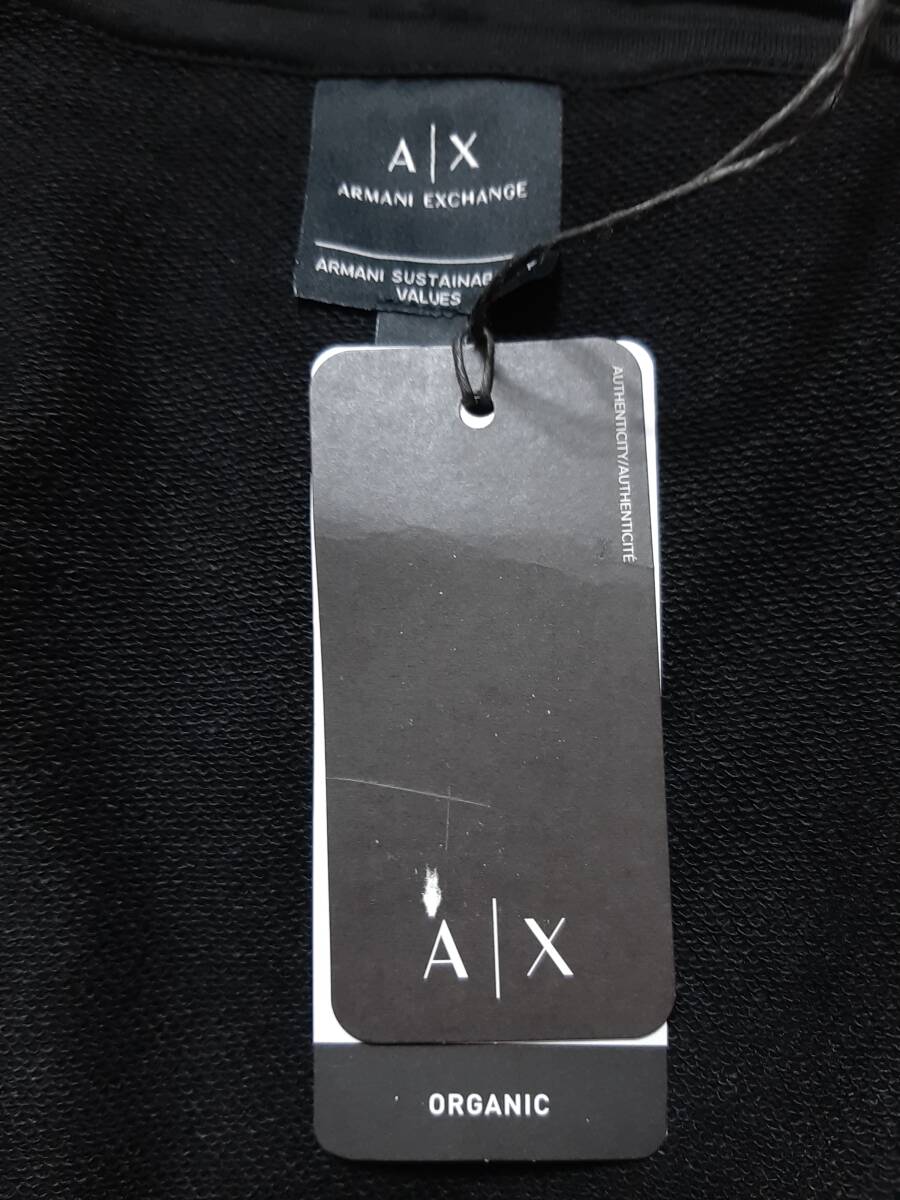 A|X
ARMANI EXCHANGE
ARMANI SUSTAINAB
VALUES
AUTHENTICITY/AUTHENTICITÉ
A|X
ORGANIC